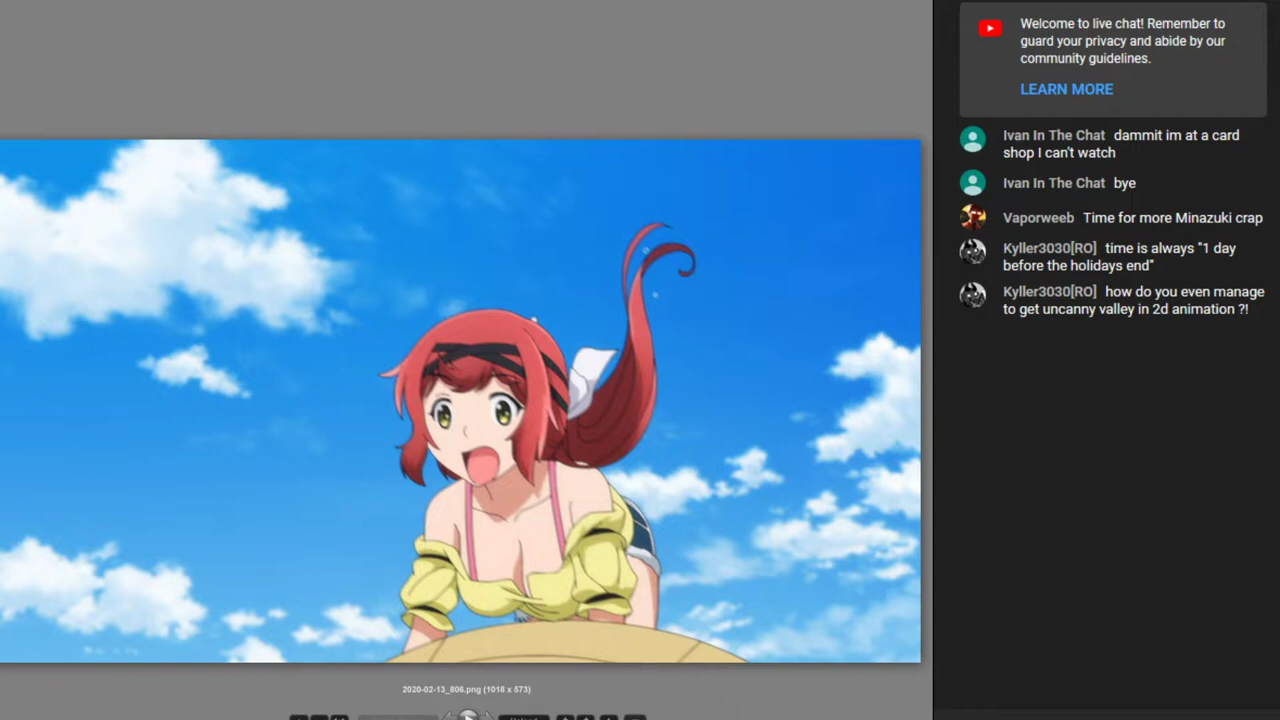 Welcome to live chat! Remember to
guard your privacy and abide by our
community guidelines.
LEARN MORE
Ivan In The Chat dammit im at a card
shop I can't watch
Ivan In The Chat bye
Vaporweeb Time for more Minazuki crap
Kyller3030[RO] time is always "1 day
before the holidays end"
Kyller3030[RO] how do you even manage
to get uncanny valley in 2d animation ?!
2020-02-13_806.png (1016 x 573)